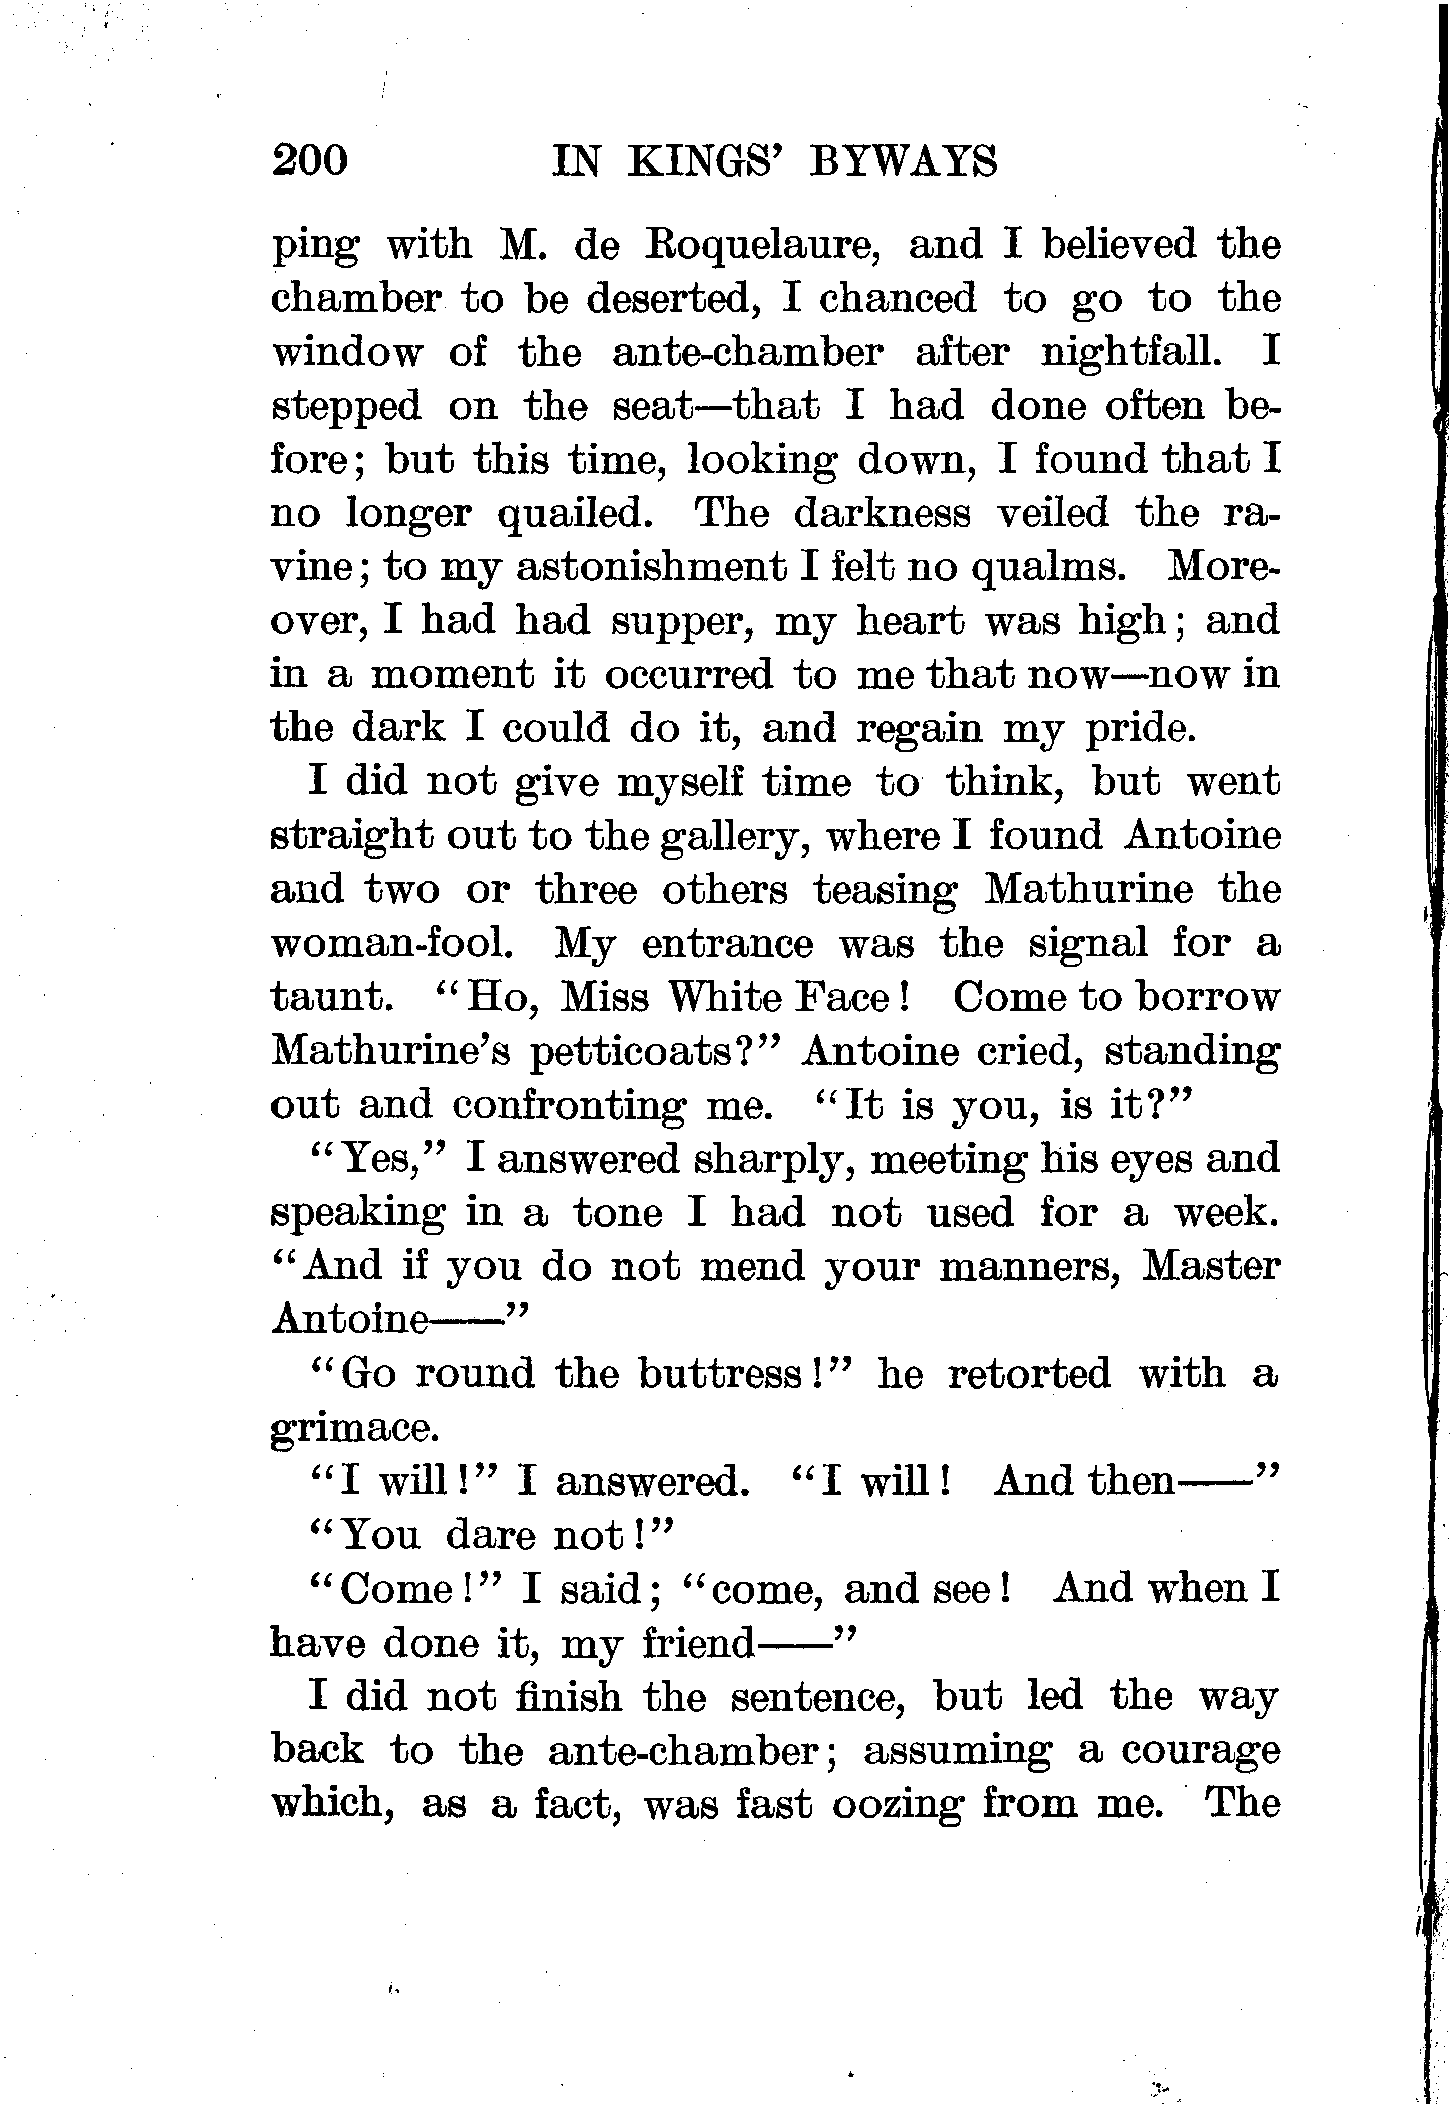 200 IN KINGS' BYWAYS
ping with M. de Roquelaure, and I believed the
chamber to be deserted, I chanced to go to the
window of the ante-chamber after nightfall. I
stepped on the seat—that I had done often be-
fore; but this time, looking down, I found that I
no longer quailed. The darkness veiled the ra-
vine; to my astonishment I felt no qualms. More-
over, I had had supper, my heart was high; and
in a moment it occurred to me that now—now in
the dark I could do it, and regain my pride.
I did not give myself time to think, but went
straight out to the gallery, where I found Antoine
and two or three others teasing Mathurine the
woman-fool. My entrance was the signal for a
taunt. "Ho, Miss White Face! Come to borrow
Mathurine's petticoats?" Antoine cried, standing
out and confronting me. "It is you, is it?"
"Yes," I answered sharply, meeting his eyes and
speaking in a tone I had not used for a week.
"And if you do not mend your manners, Master
Antoine——"
"Go round the buttress!" he retorted with a
grimace.
"I will!" I answered. "I will! And then——"
"You dare not!"
"Come!" I said; "come, and see! And when I
have done it, my friend——"
I did not finish the sentence, but led the way
back to the ante-chamber; assuming a courage
which, as a fact, was fast oozing from me. The